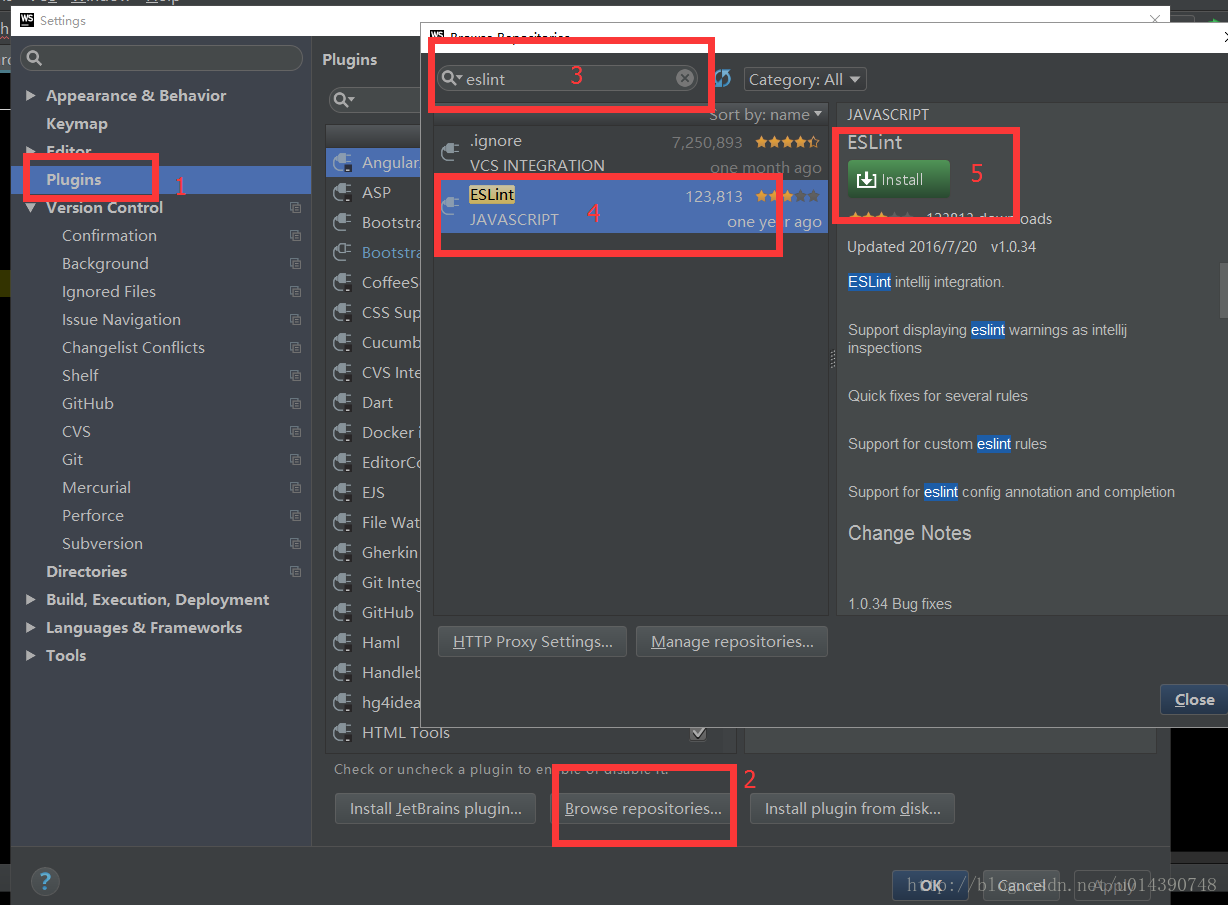 WS Settings
Appearance & Behavior
Keymap
Editor
Plugins
1
Version Control
Confirmation
Background
Ignored Files
Issue Navigation
Changelist Conflicts
Shelf
GitHub
CVS
Git
Mercurial
Perforce
Subversion
Directories
Build, Execution, Deployment
Languages & Frameworks
Tools
Plugins
Angular
ASP
Bootstra
Bootstra
CoffeeS
CSS Sup
Cucumb
CVS Inte
Dart
Docker i
EditorCo
EJS
File Wat
Gherkin
Git Integ
GitHub
Haml
Handleb
hg4idea
HTML Tools
Check or uncheck a plugin to enable or disable it.
Install JetBrains plugin...
Browse repositories...
2
Install plugin from disk...
WS Browse Repositories
eslint
3
Category: All
Sort by: name
.ignore 7,250,893
VCS INTEGRATION one month ago
ESLint 123,813
JAVASCRIPT 4 one year ago
HTTP Proxy Settings...
Manage repositories...
JAVASCRIPT
ESLint
Install
5
123813 downloads
Updated 2016/7/20 v1.0.34
ESLint intellij integration.
Support displaying eslint warnings as intellij
inspections
Quick fixes for several rules
Support for custom eslint rules
Support for eslint config annotation and completion
Change Notes
1.0.34 Bug fixes
Close
?
OK
Cancel
Apply
http://blog.csdn.net/u014390748